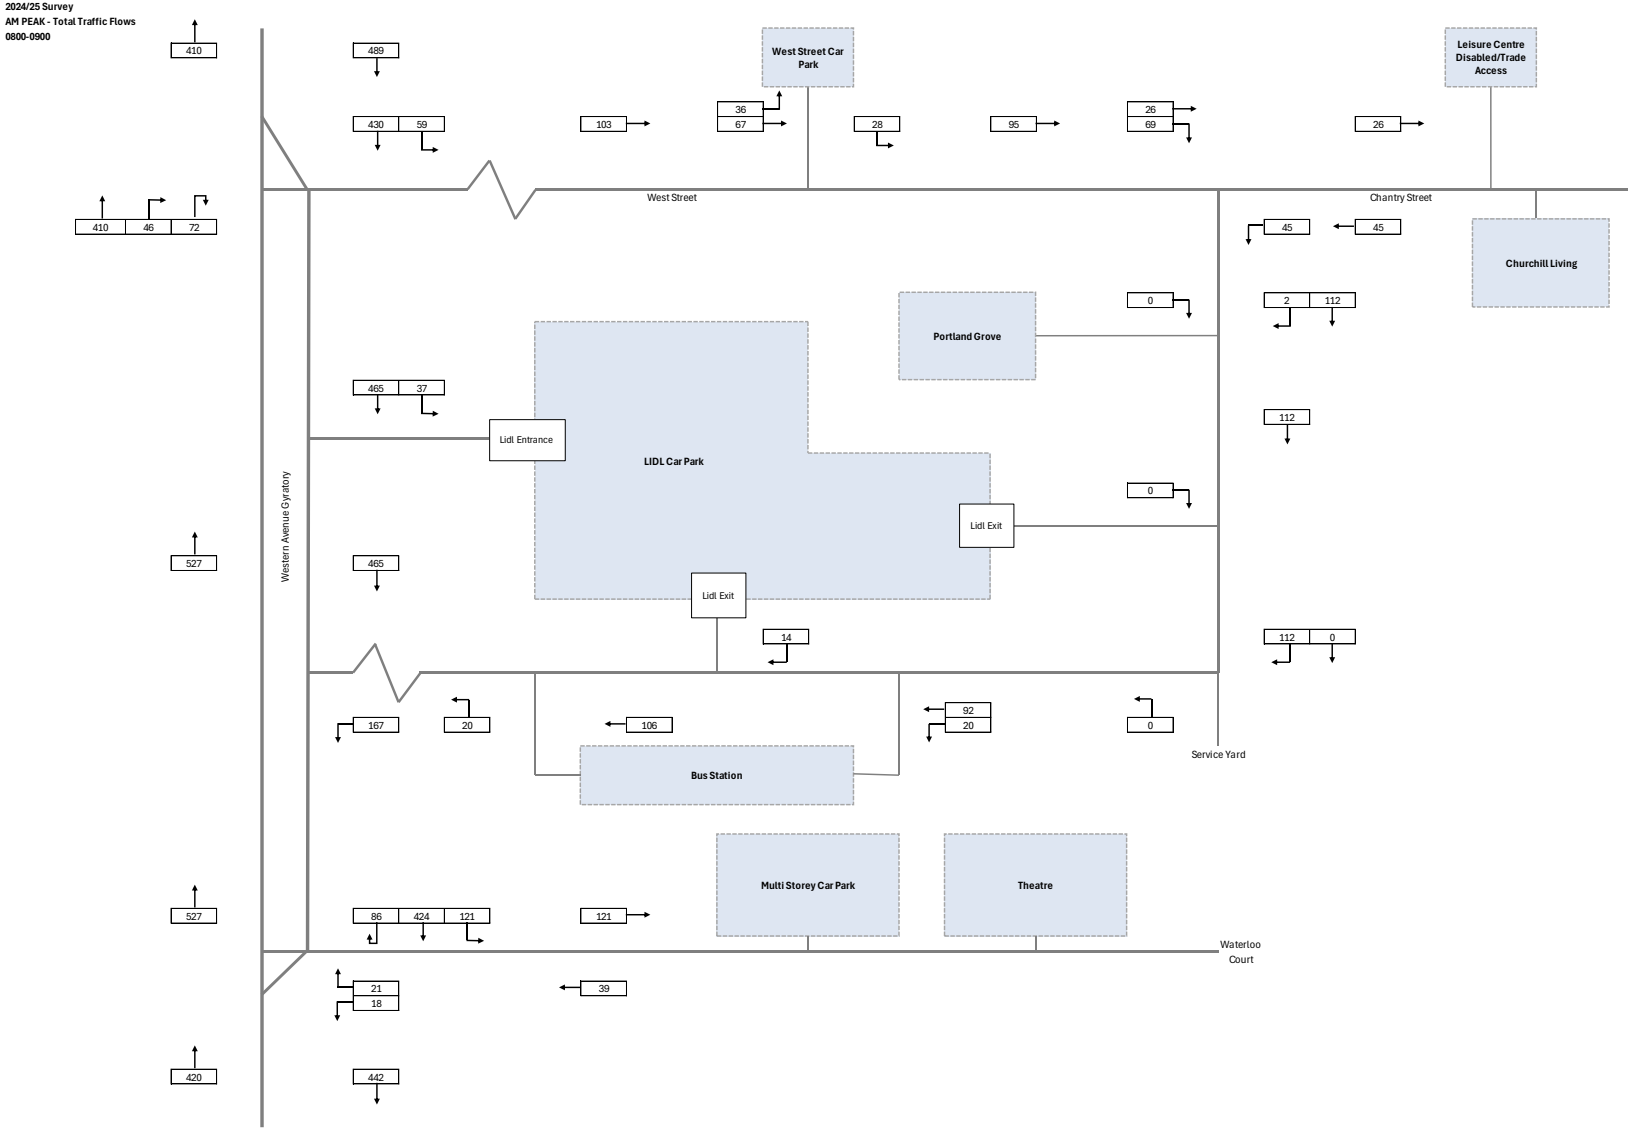 2024/25 Survey
AM PEAK - Total Traffic Flows
0800-0900
410
489
West Street Car
Park
Leisure Centre
Disabled/Trade
Access
430 59
103
36
67
28
95
26
69
26
West Street
Chantry Street
410 46 72
45
45
Churchill Living
2 112
0
Portland Grove
465 37
Lidl Entrance
LIDL Car Park
112
0
Lidl Exit
Western Avenue Gyratory
527
465
Lidl Exit
14
112 0
167
20
106
92
20
0
Service Yard
Bus Station
Multi Storey Car Park
Theatre
527
86 424 121
121
Waterloo
Court
21
18
39
420
442